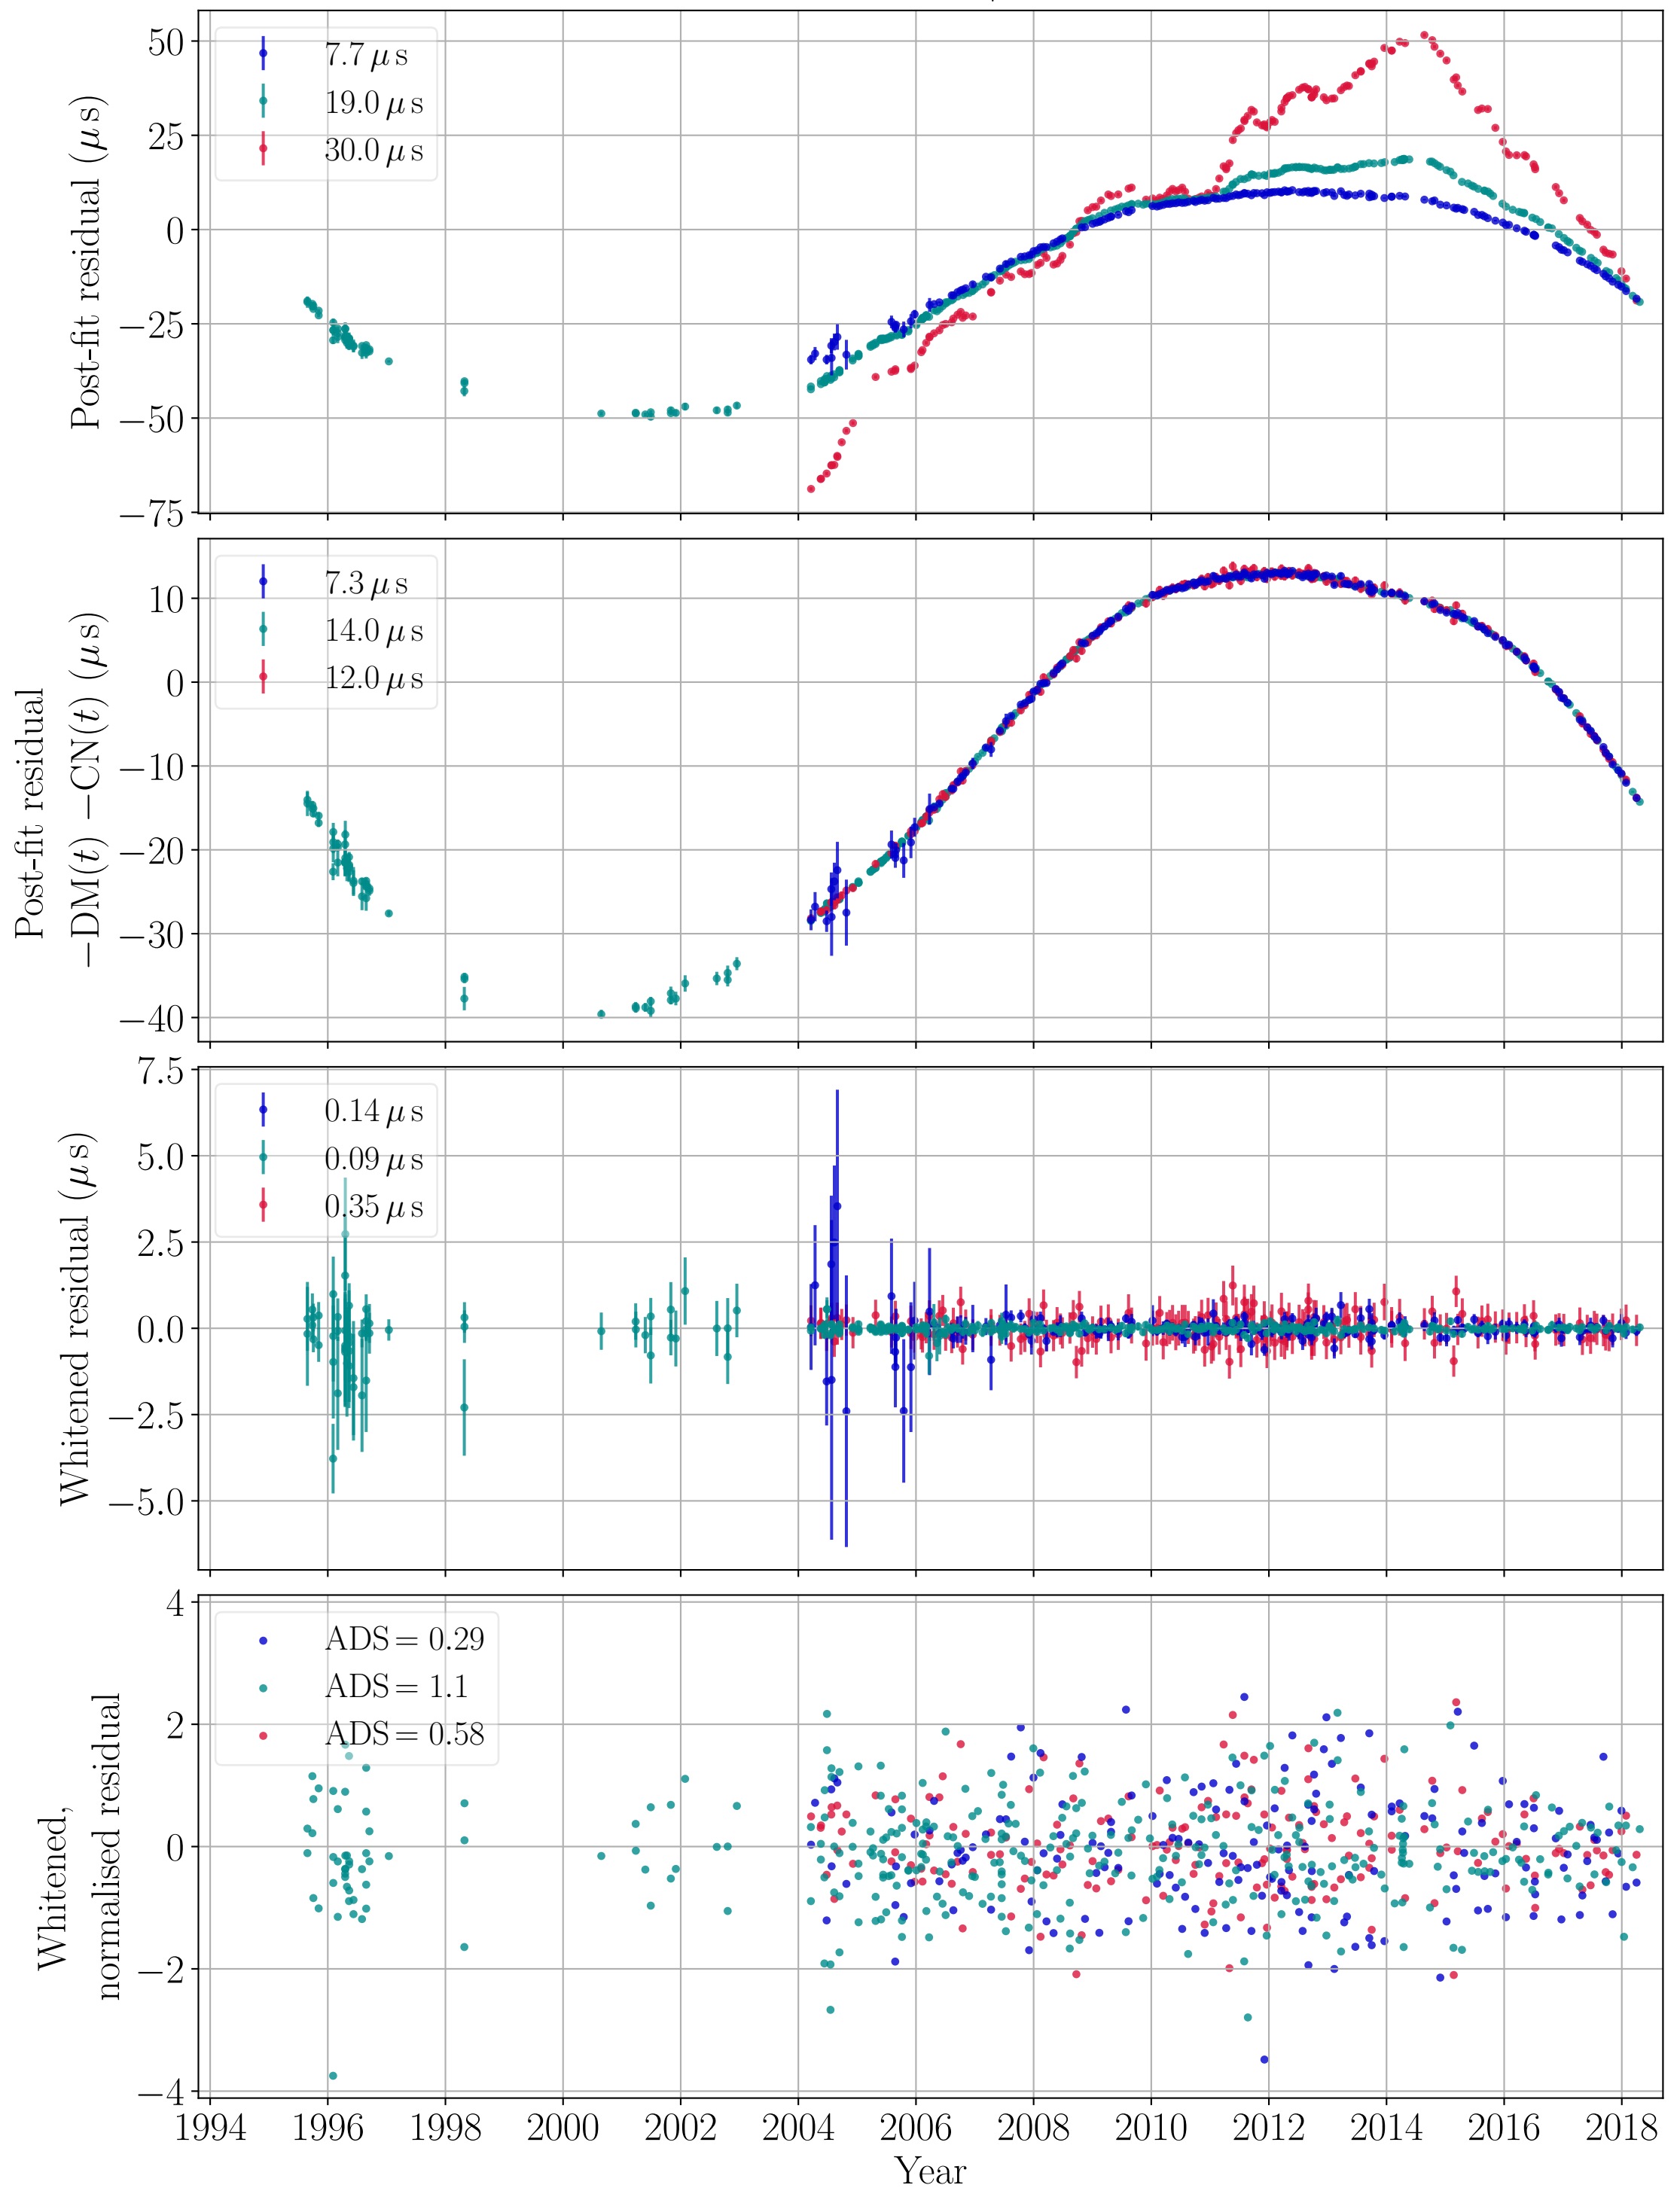 50
25
0
−25
−50
−75
Post-fit residual (μs)
7.7 μs
19.0 μs
30.0 μs
10
0
−10
−20
−30
−40
Post-fit residual
−DM(t) −CN(t) (μs)
7.3 μs
14.0 μs
12.0 μs
7.5
5.0
2.5
0.0
−2.5
−5.0
Whitened residual (μs)
0.14 μs
0.09 μs
0.35 μs
4
2
0
−2
−4
Whitened,
normalised residual
ADS = 0.29
ADS = 1.1
ADS = 0.58
1994 1996 1998 2000 2002 2004 2006 2008 2010 2012 2014 2016 2018
Year